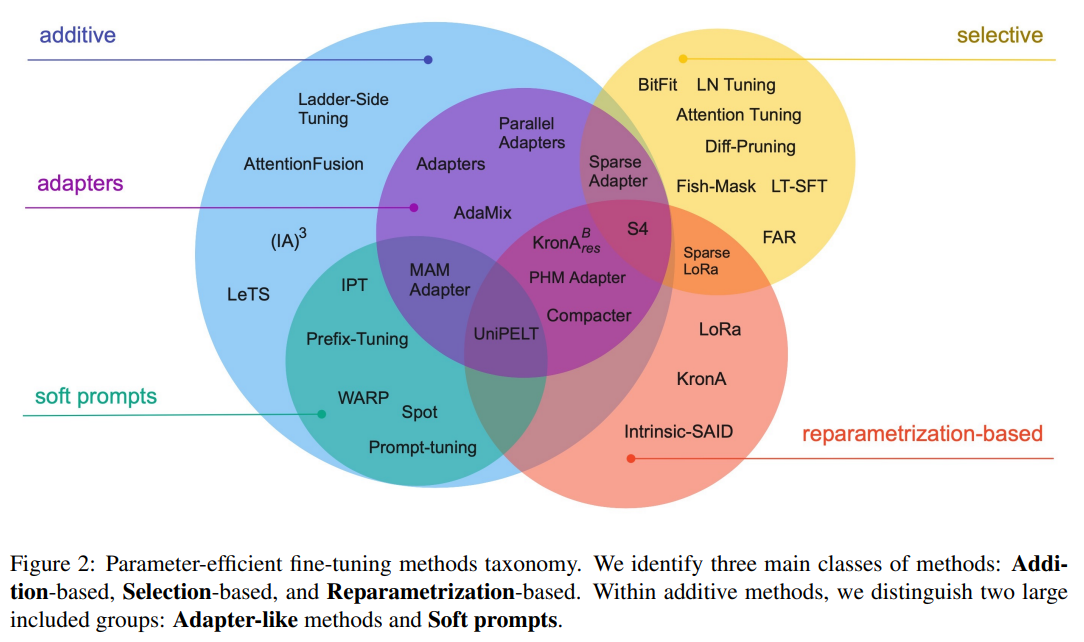 additive
selective
BitFit LN Tuning
Ladder-Side
Tuning
Attention Tuning
Parallel
Adapters
Diff-Pruning
AttentionFusion
Adapters
Sparse
Adapter
adapters
Fish-Mask LT-SFT
AdaMix
(IA)³
KronAᴮres
S4
FAR
Sparse
LoRa
MAM
Adapter
PHM Adapter
IPT
LeTS
Compacter
UniPELT
LoRa
Prefix-Tuning
KronA
soft prompts
WARP
Spot
Intrinsic-SAID
reparametrization-based
Prompt-tuning
Figure 2: Parameter-efficient fine-tuning methods taxonomy. We identify three main classes of methods: Addi-
tion-based, Selection-based, and Reparametrization-based. Within additive methods, we distinguish two large
included groups: Adapter-like methods and Soft prompts.